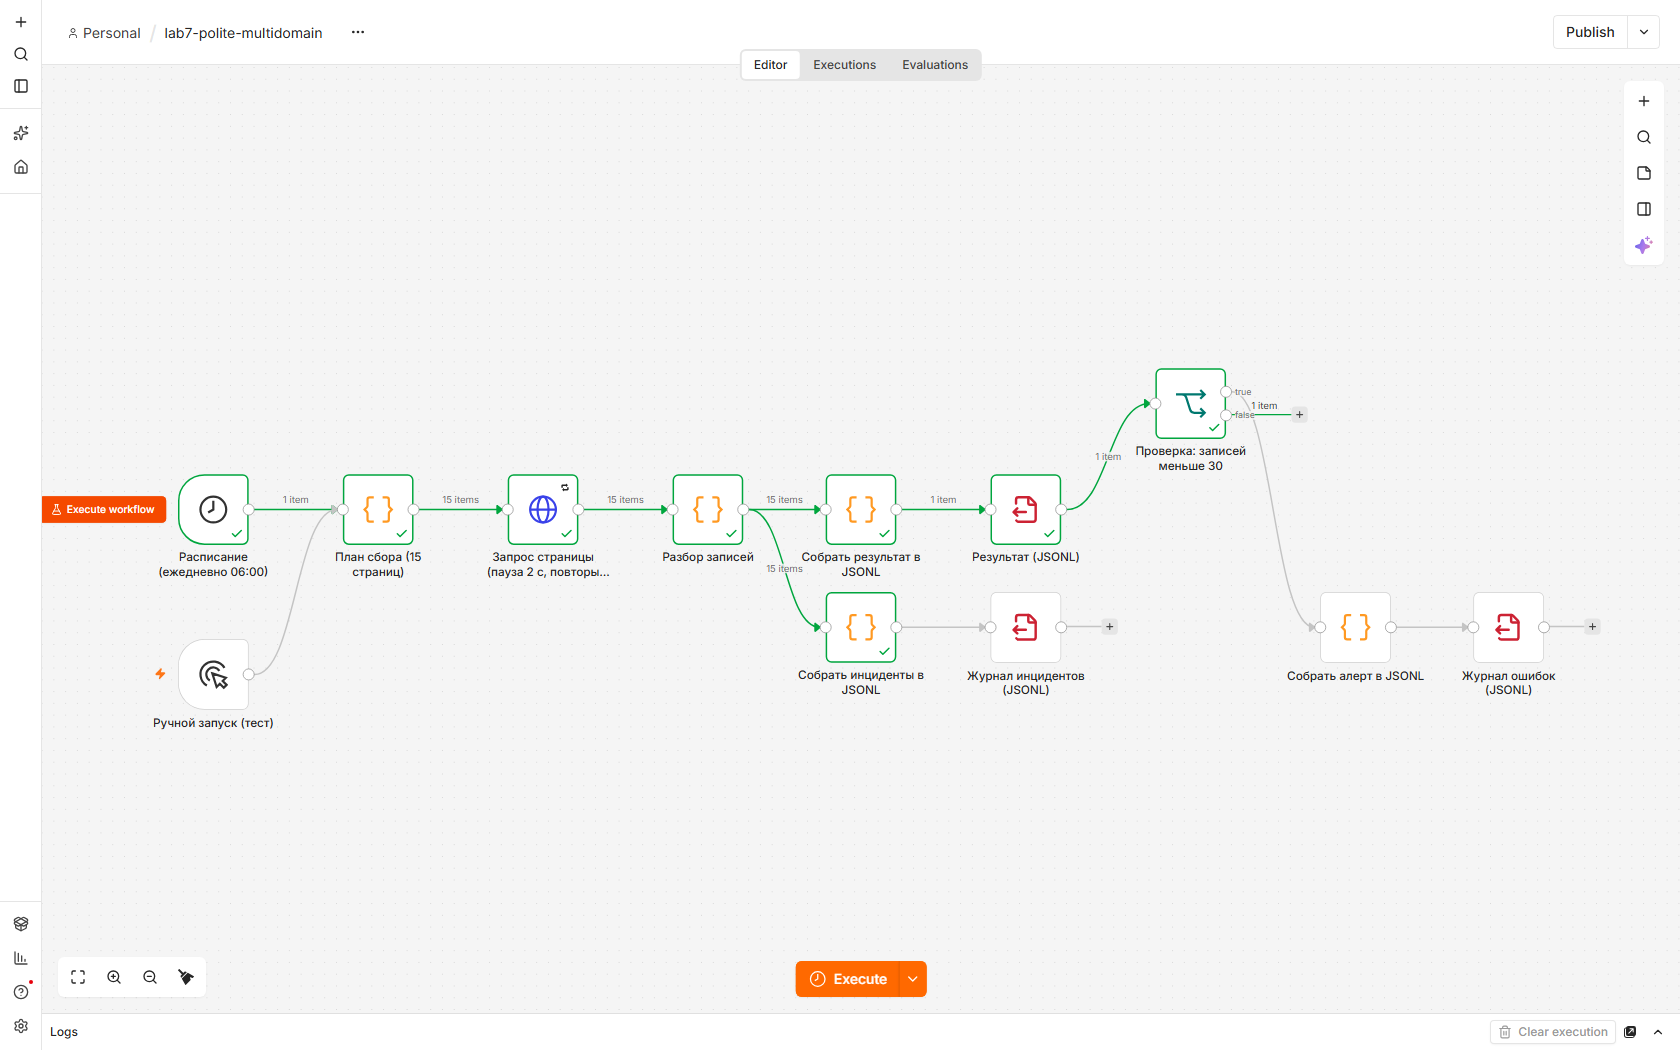 Personal / lab7-polite-multidomain ...
Publish
Editor Executions Evaluations
true
1 item
false
1 item
Проверка: записей
меньше 30
Execute workflow
1 item
15 items
15 items
15 items
1 item
Расписание
(ежедневно 06:00)
План сбора (15
страниц)
Запрос страницы
(пауза 2 с, повторы...
Разбор записей
Собрать результат в
JSONL
Результат (JSONL)
15 items
Собрать инциденты в
JSONL
Журнал инцидентов
(JSONL)
Собрать алерт в JSONL
Журнал ошибок
(JSONL)
Ручной запуск (тест)
Execute
Logs
Clear execution